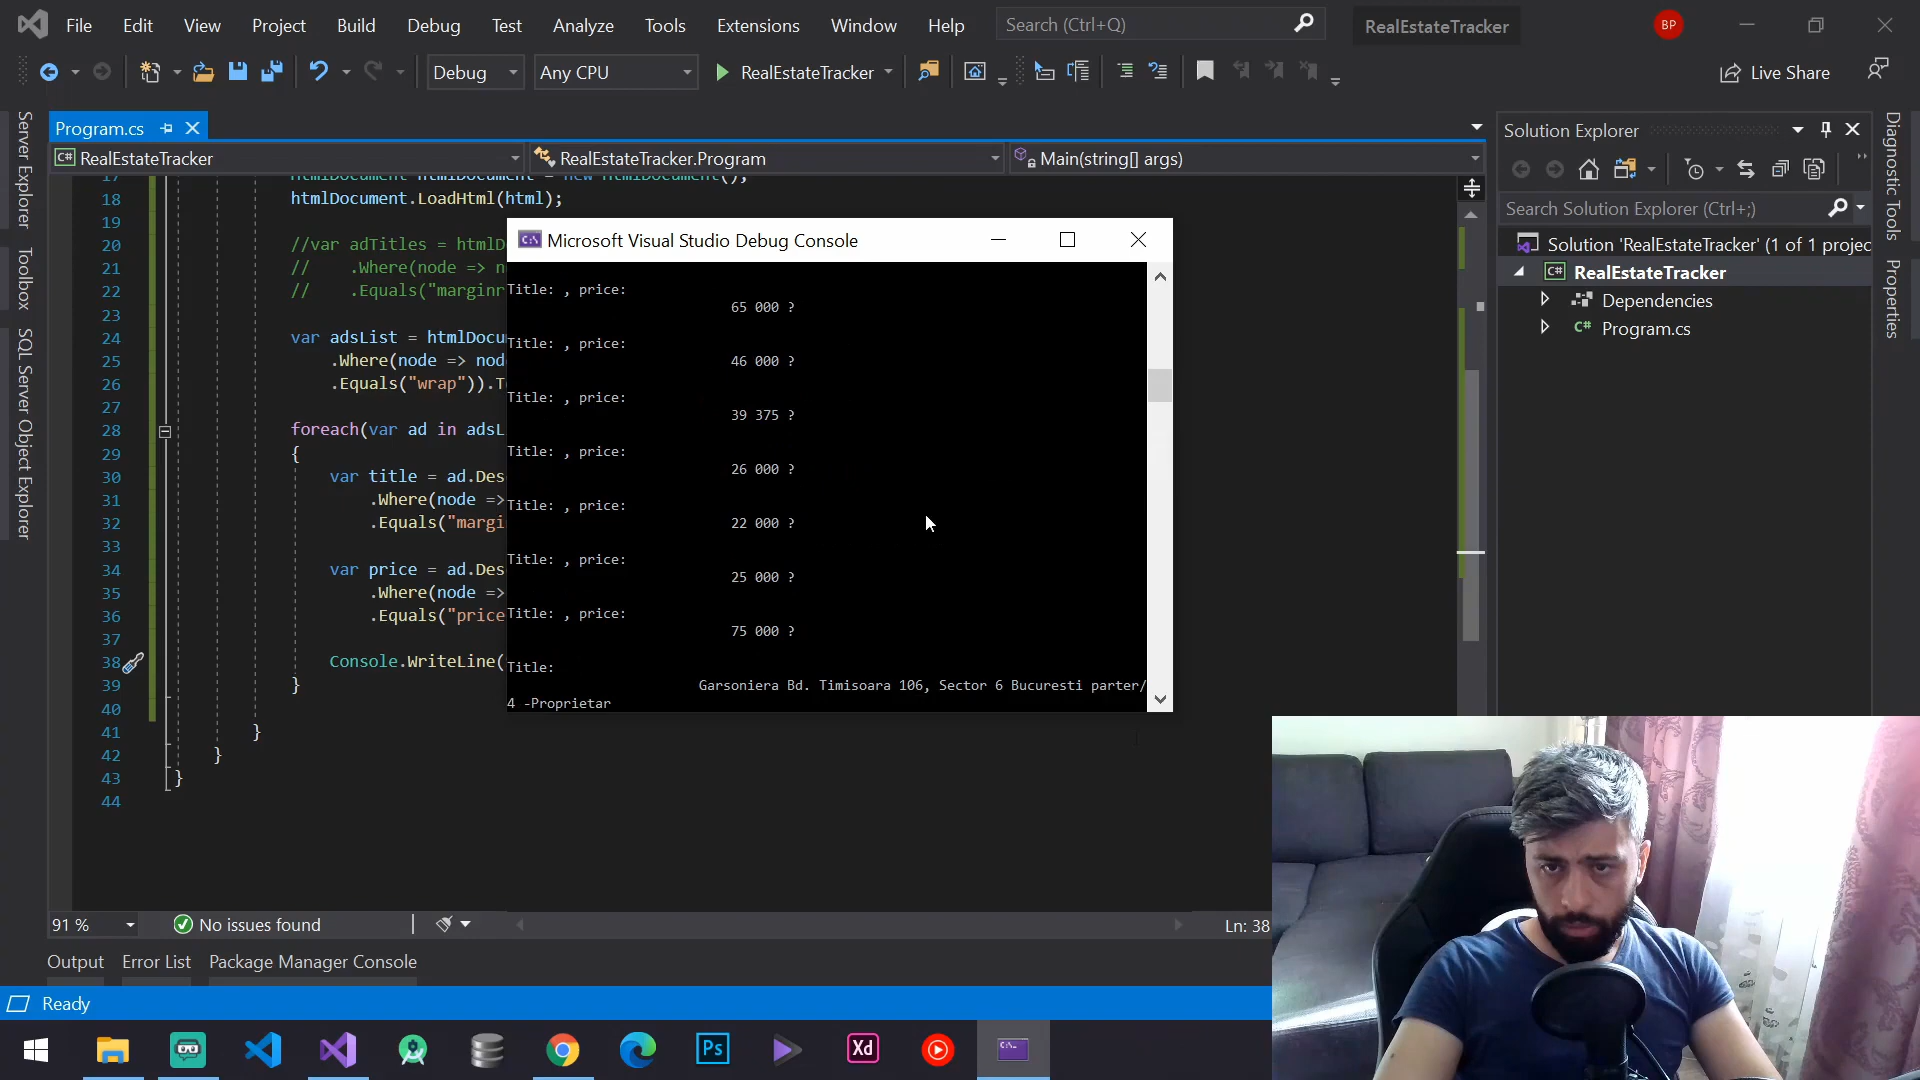 File Edit View Project Build Debug Test Analyze Tools Extensions Window Help Search (Ctrl+Q) RealEstateTracker BP
Debug Any CPU RealEstateTracker Live Share
Server Explorer
Toolbox
SQL Server Object Explorer
Program.cs
RealEstateTracker RealEstateTracker.Program Main(string[] args)
17 HtmlDocument htmlDocument = new HtmlDocument();
18 htmlDocument.LoadHtml(html);
19
20 //var adTitles = htmlD
21 // .Where(node => n
22 // .Equals("marginr
23
24 var adsList = htmlDocu
25 .Where(node => nod
26 .Equals("wrap")).T
27
28 foreach(var ad in adsL
29 {
30 var title = ad.Des
31 .Where(node =>
32 .Equals("margi
33
34 var price = ad.Des
35 .Where(node =>
36 .Equals("price
37
38 Console.WriteLine(
39 }
40
41 }
42 }
43 }
44
Microsoft Visual Studio Debug Console
Title: , price:
65 000 ?
Title: , price:
46 000 ?
Title: , price:
39 375 ?
Title: , price:
26 000 ?
Title: , price:
22 000 ?
Title: , price:
25 000 ?
Title: , price:
75 000 ?
Title:
Garsoniera Bd. Timisoara 106, Sector 6 Bucuresti parter/
4 -Proprietar
Solution Explorer
Search Solution Explorer (Ctrl+;)
Solution 'RealEstateTracker' (1 of 1 projec
RealEstateTracker
Dependencies
C# Program.cs
Diagnostic Tools
Properties
91 % No issues found Ln: 38
Output Error List Package Manager Console
Ready
Ps
Xd